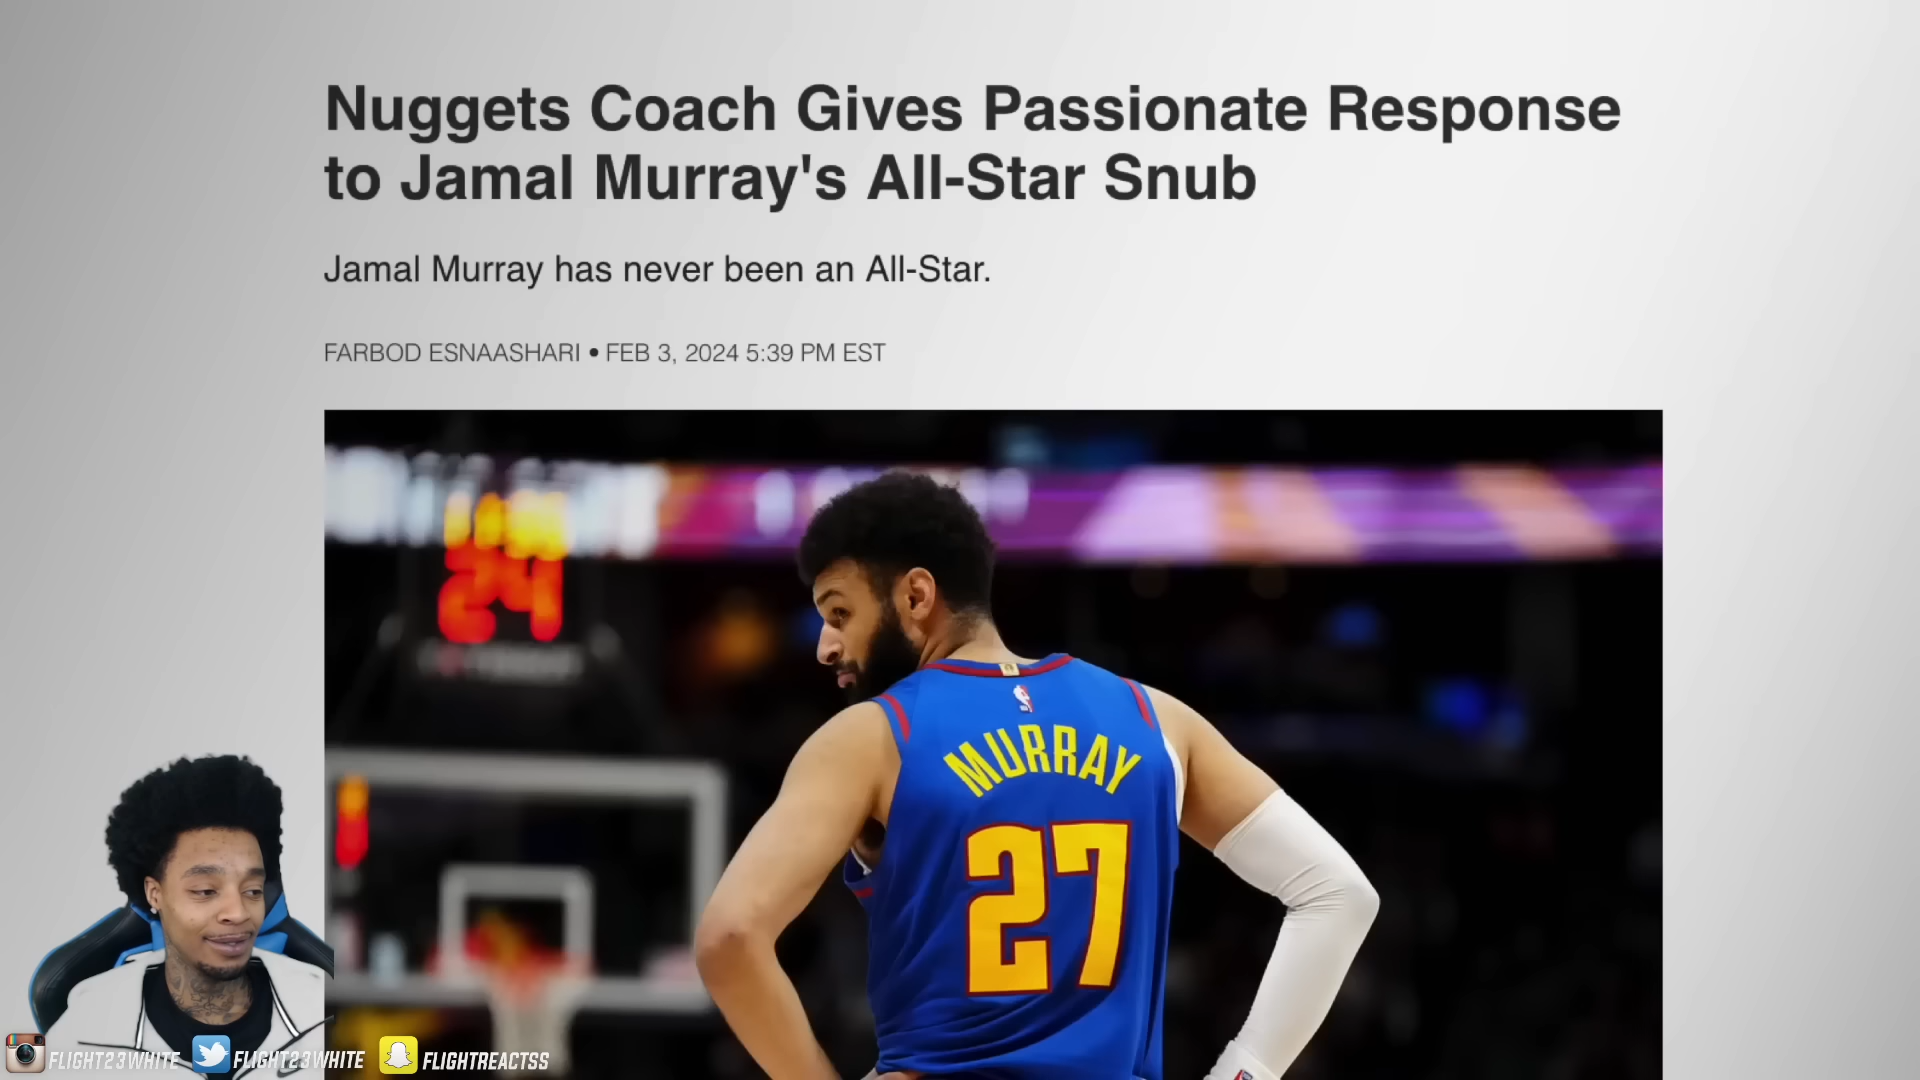 Nuggets Coach Gives Passionate Response
to Jamal Murray's All-Star Snub
Jamal Murray has never been an All-Star.
FARBOD ESNAASHARI • FEB 3, 2024 5:39 PM EST
24
MURRAY
27
FLIGHT23WHITE FLIGHT23WHITE FLIGHTREACTSS